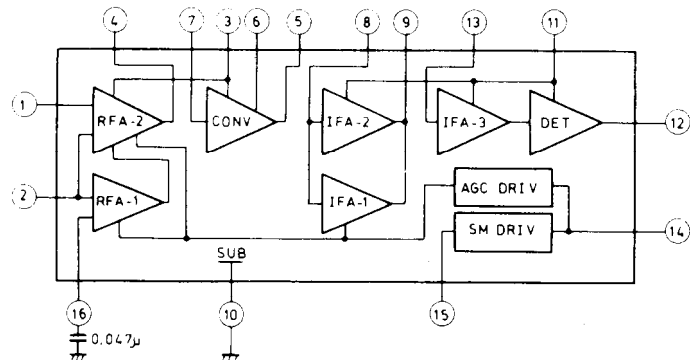 4 7 3 6 5 8 9 13 11
1 RFA-2 CONV IFA-2 IFA-3 DET 12
2 RFA-1 IFA-1 AGC DRIV
SM DRIV 14
SUB
16 10 15
0.047μ